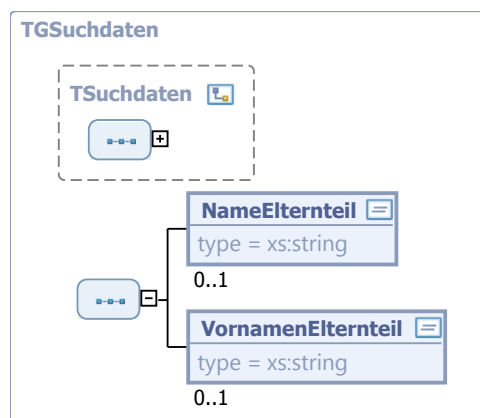 TGSuchdaten
TSuchdaten
NameElternteil
type = xs:string
0..1
VornamenElternteil
type = xs:string
0..1